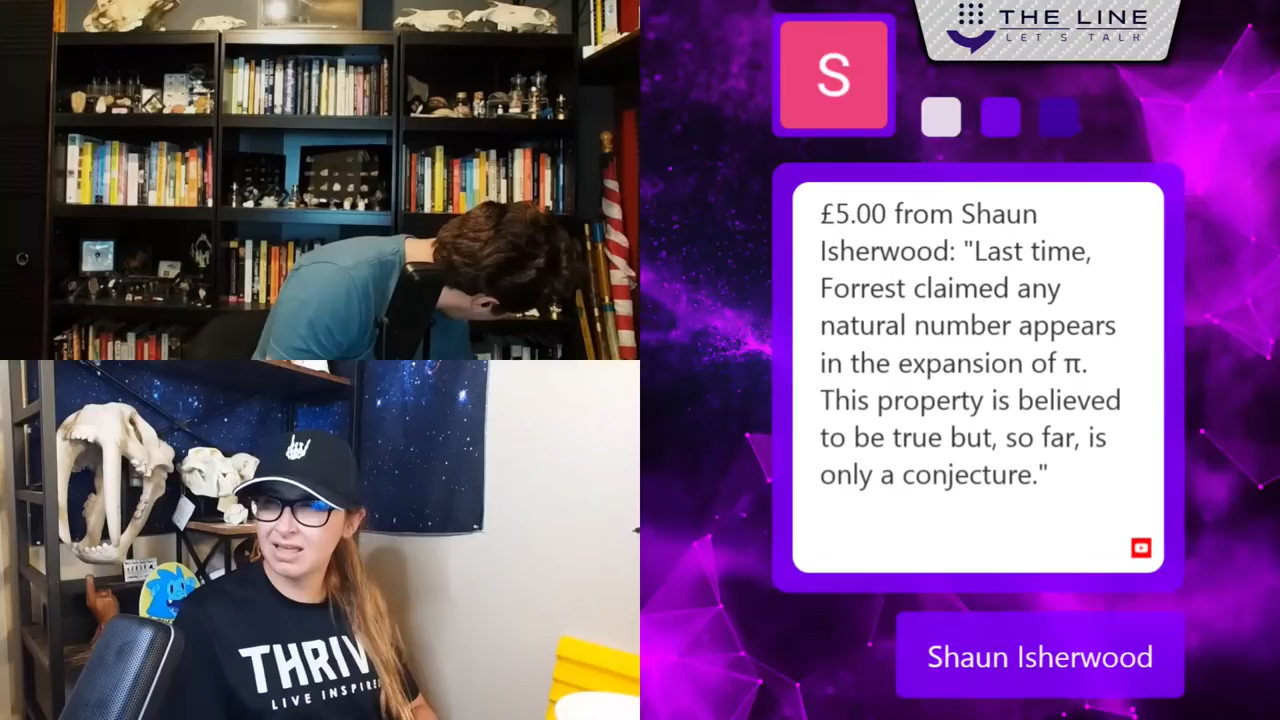 THE LINE
LET'S TALK
S
£5.00 from Shaun
Isherwood: "Last time,
Forrest claimed any
natural number appears
in the expansion of π.
This property is believed
to be true but, so far, is
only a conjecture."
Shaun Isherwood
THRIV
LIVE INSPIRED